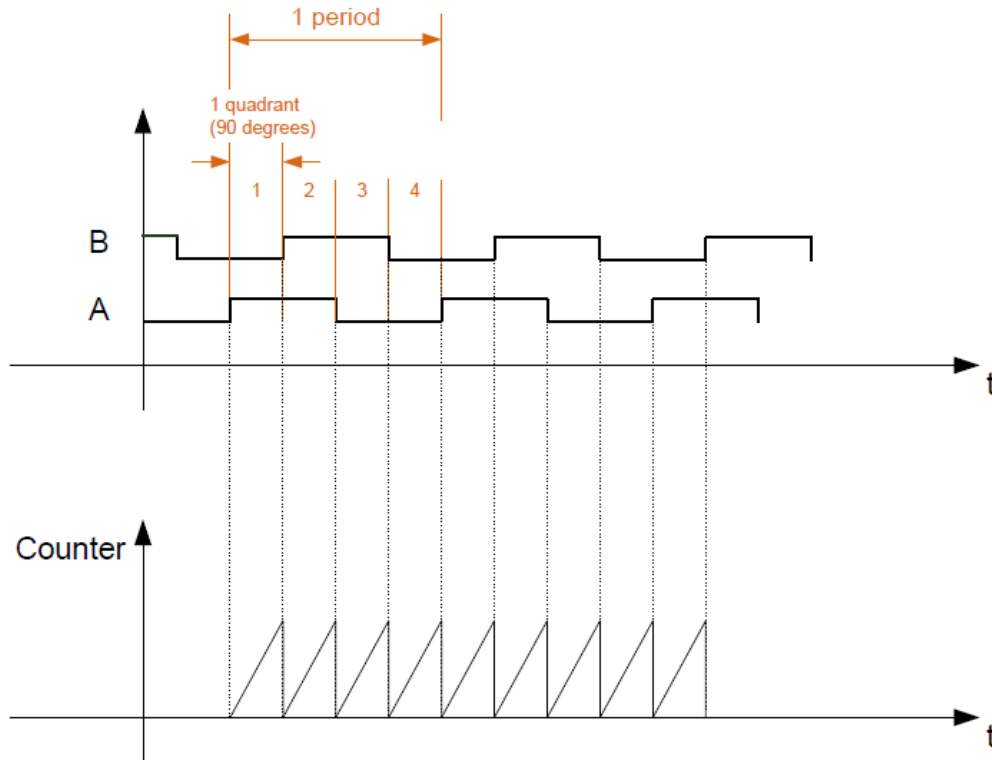 1 period
1 quadrant
(90 degrees)
1 2 3 4
B
A
t
Counter
t